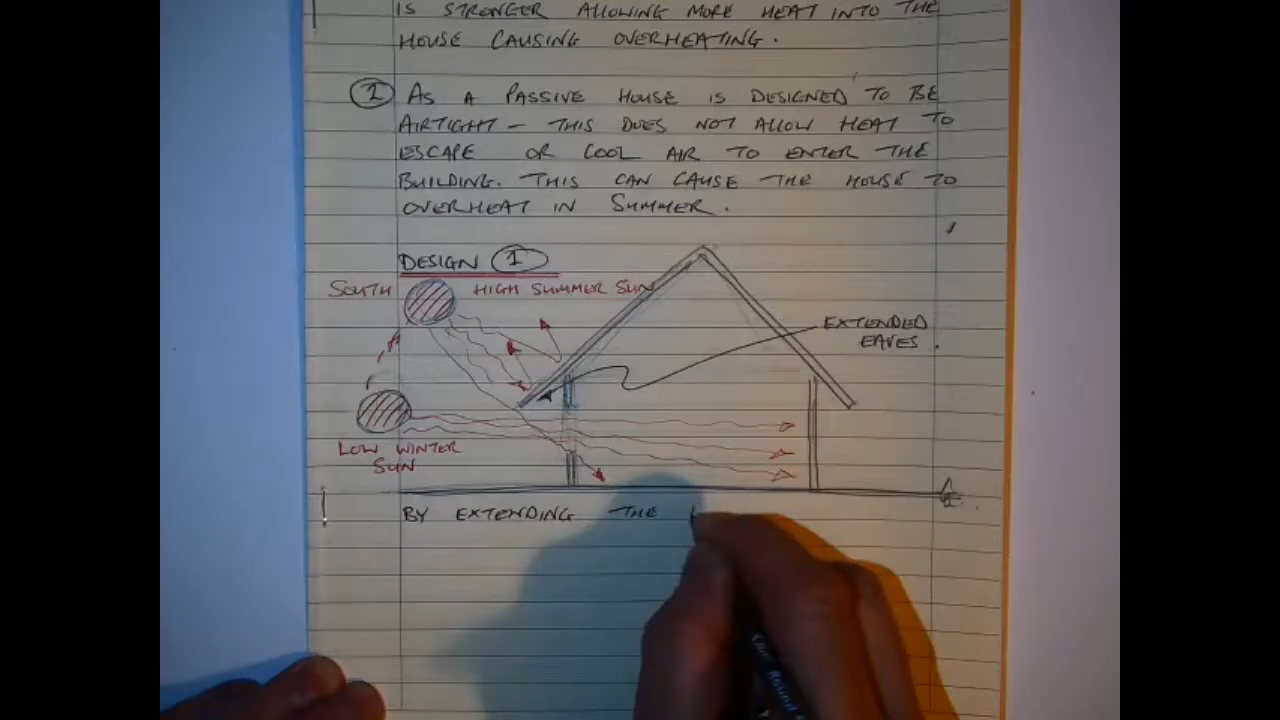 IS STRONGER ALLOWING MORE HEAT INTO THE
HOUSE CAUSING OVERHEATING.
2 AS A PASSIVE HOUSE IS DESIGNED TO BE
AIRTIGHT - THIS DOES NOT ALLOW HEAT TO
ESCAPE OR COOL AIR TO ENTER THE
BUILDING. THIS CAN CAUSE THE HOUSE TO
OVERHEAT IN SUMMER.
DESIGN 1
SOUTH
HIGH SUMMER SUN
EXTENDED
EAVES.
LOW WINTER
SUN
BY EXTENDING THE